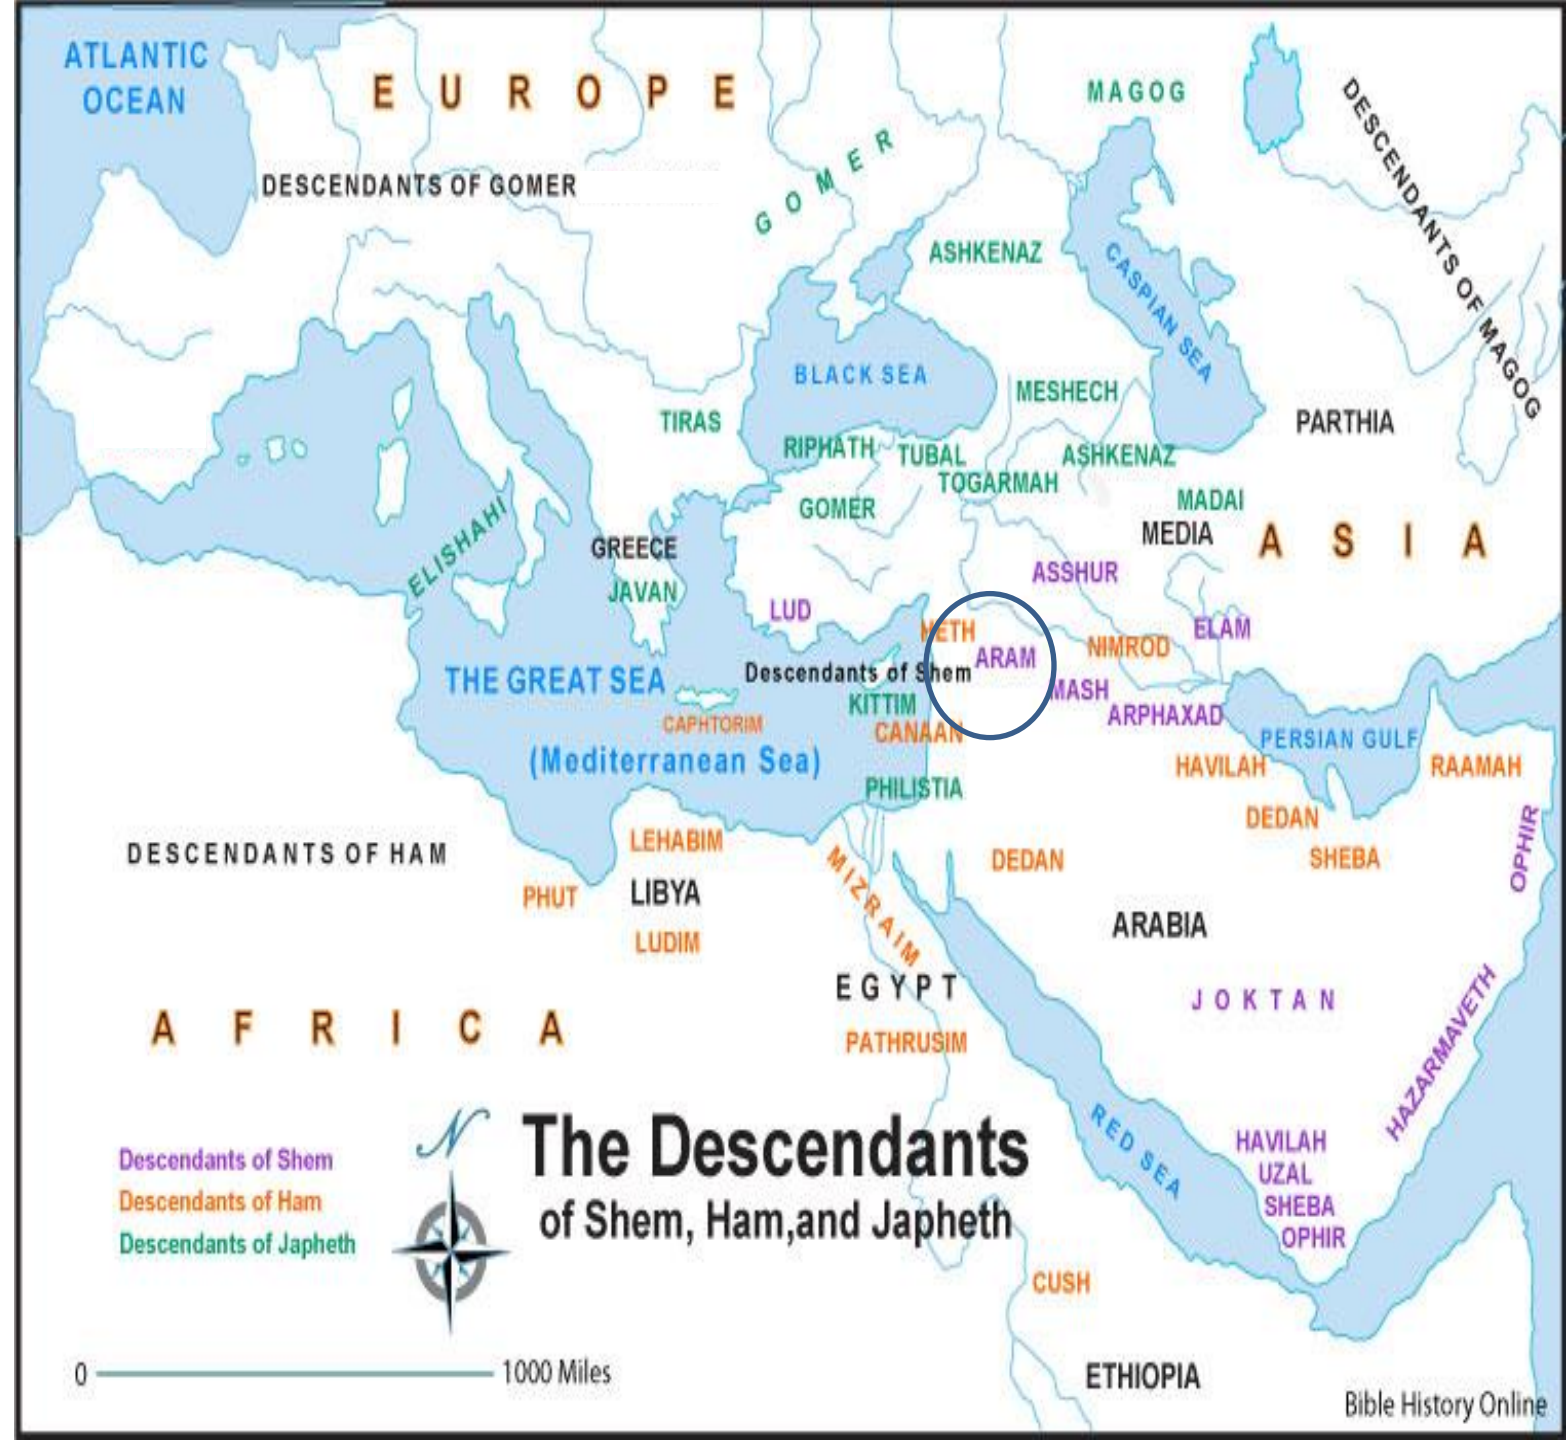 ATLANTIC
OCEAN
E U R O P E
MAGOG
DESCENDANTS OF MAGOG
DESCENDANTS OF GOMER
GOMER
ASHKENAZ
CASPIAN SEA
BLACK SEA
MESHECH
TIRAS
PARTHIA
RIPHATH
TUBAL
ASHKENAZ
TOGARMAH
GOMER
MADAI
MEDIA
A S I A
ELISHAHI
GREECE
JAVAN
ASSHUR
LUD
HETH
ELAM
NIMROD
ARAM
Descendants of Shem
THE GREAT SEA
MASH
KITTIM
ARPHAXAD
CAPHTORIM
CANAAN
PERSIAN GULF
(Mediterranean Sea)
HAVILAH
RAAMAH
PHILISTIA
DEDAN
OPHIR
LEHABIM
DESCENDANTS OF HAM
MIZRAIM
DEDAN
SHEBA
PHUT
LIBYA
ARABIA
LUDIM
EGYPT
JOKTAN
A F R I C A
PATHRUSIM
HAZARMAVETH
The Descendants
of Shem, Ham,and Japheth
RED SEA
HAVILAH
UZAL
SHEBA
OPHIR
N
Descendants of Shem
Descendants of Ham
Descendants of Japheth
CUSH
0 1000 Miles
ETHIOPIA
Bible History Online